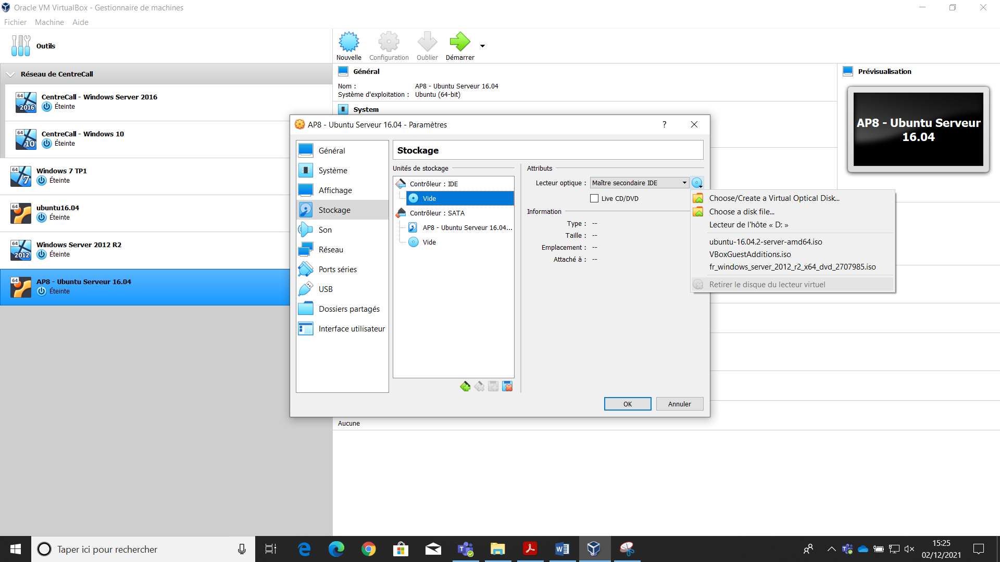 Oracle VM VirtualBox - Gestionnaire de machines
Fichier Machine Aide
Outils
Nouvelle Configuration Oublier Démarrer
Réseau de CentreCall
64 2016 CentreCall - Windows Server 2016
Éteinte
64 10 CentreCall - Windows 10
Éteinte
64 7 Windows 7 TP1
Éteinte
64 ubuntu16.04
Éteinte
64 2012 Windows Server 2012 R2
Éteinte
64 AP8 - Ubuntu Serveur 16.04
Éteinte
Général
Nom : AP8 - Ubuntu Serveur 16.04
Système d'exploitation : Ubuntu (64-bit)
System
Prévisualisation
AP8 - Ubuntu Serveur
16.04
AP8 - Ubuntu Serveur 16.04 - Paramètres ?
Général
Système
Affichage
Stockage
Son
Réseau
Ports séries
USB
Dossiers partagés
Interface utilisateur
Stockage
Unités de stockage
Contrôleur : IDE
Vide
Contrôleur : SATA
AP8 - Ubuntu Serveur 16.04...
Vide
Attributs
Lecteur optique : Maître secondaire IDE
Live CD/DVD
Information
Type : --
Taille : --
Emplacement : --
Attaché à : --
Choose/Create a Virtual Optical Disk...
Choose a disk file...
Lecteur de l'hôte « D: »
ubuntu-16.04.2-server-amd64.iso
VBoxGuestAdditions.iso
fr_windows_server_2012_r2_x64_dvd_2707985.iso
Retirer le disque du lecteur virtuel
OK Annuler
Aucune
Taper ici pour rechercher
15:25
02/12/2021